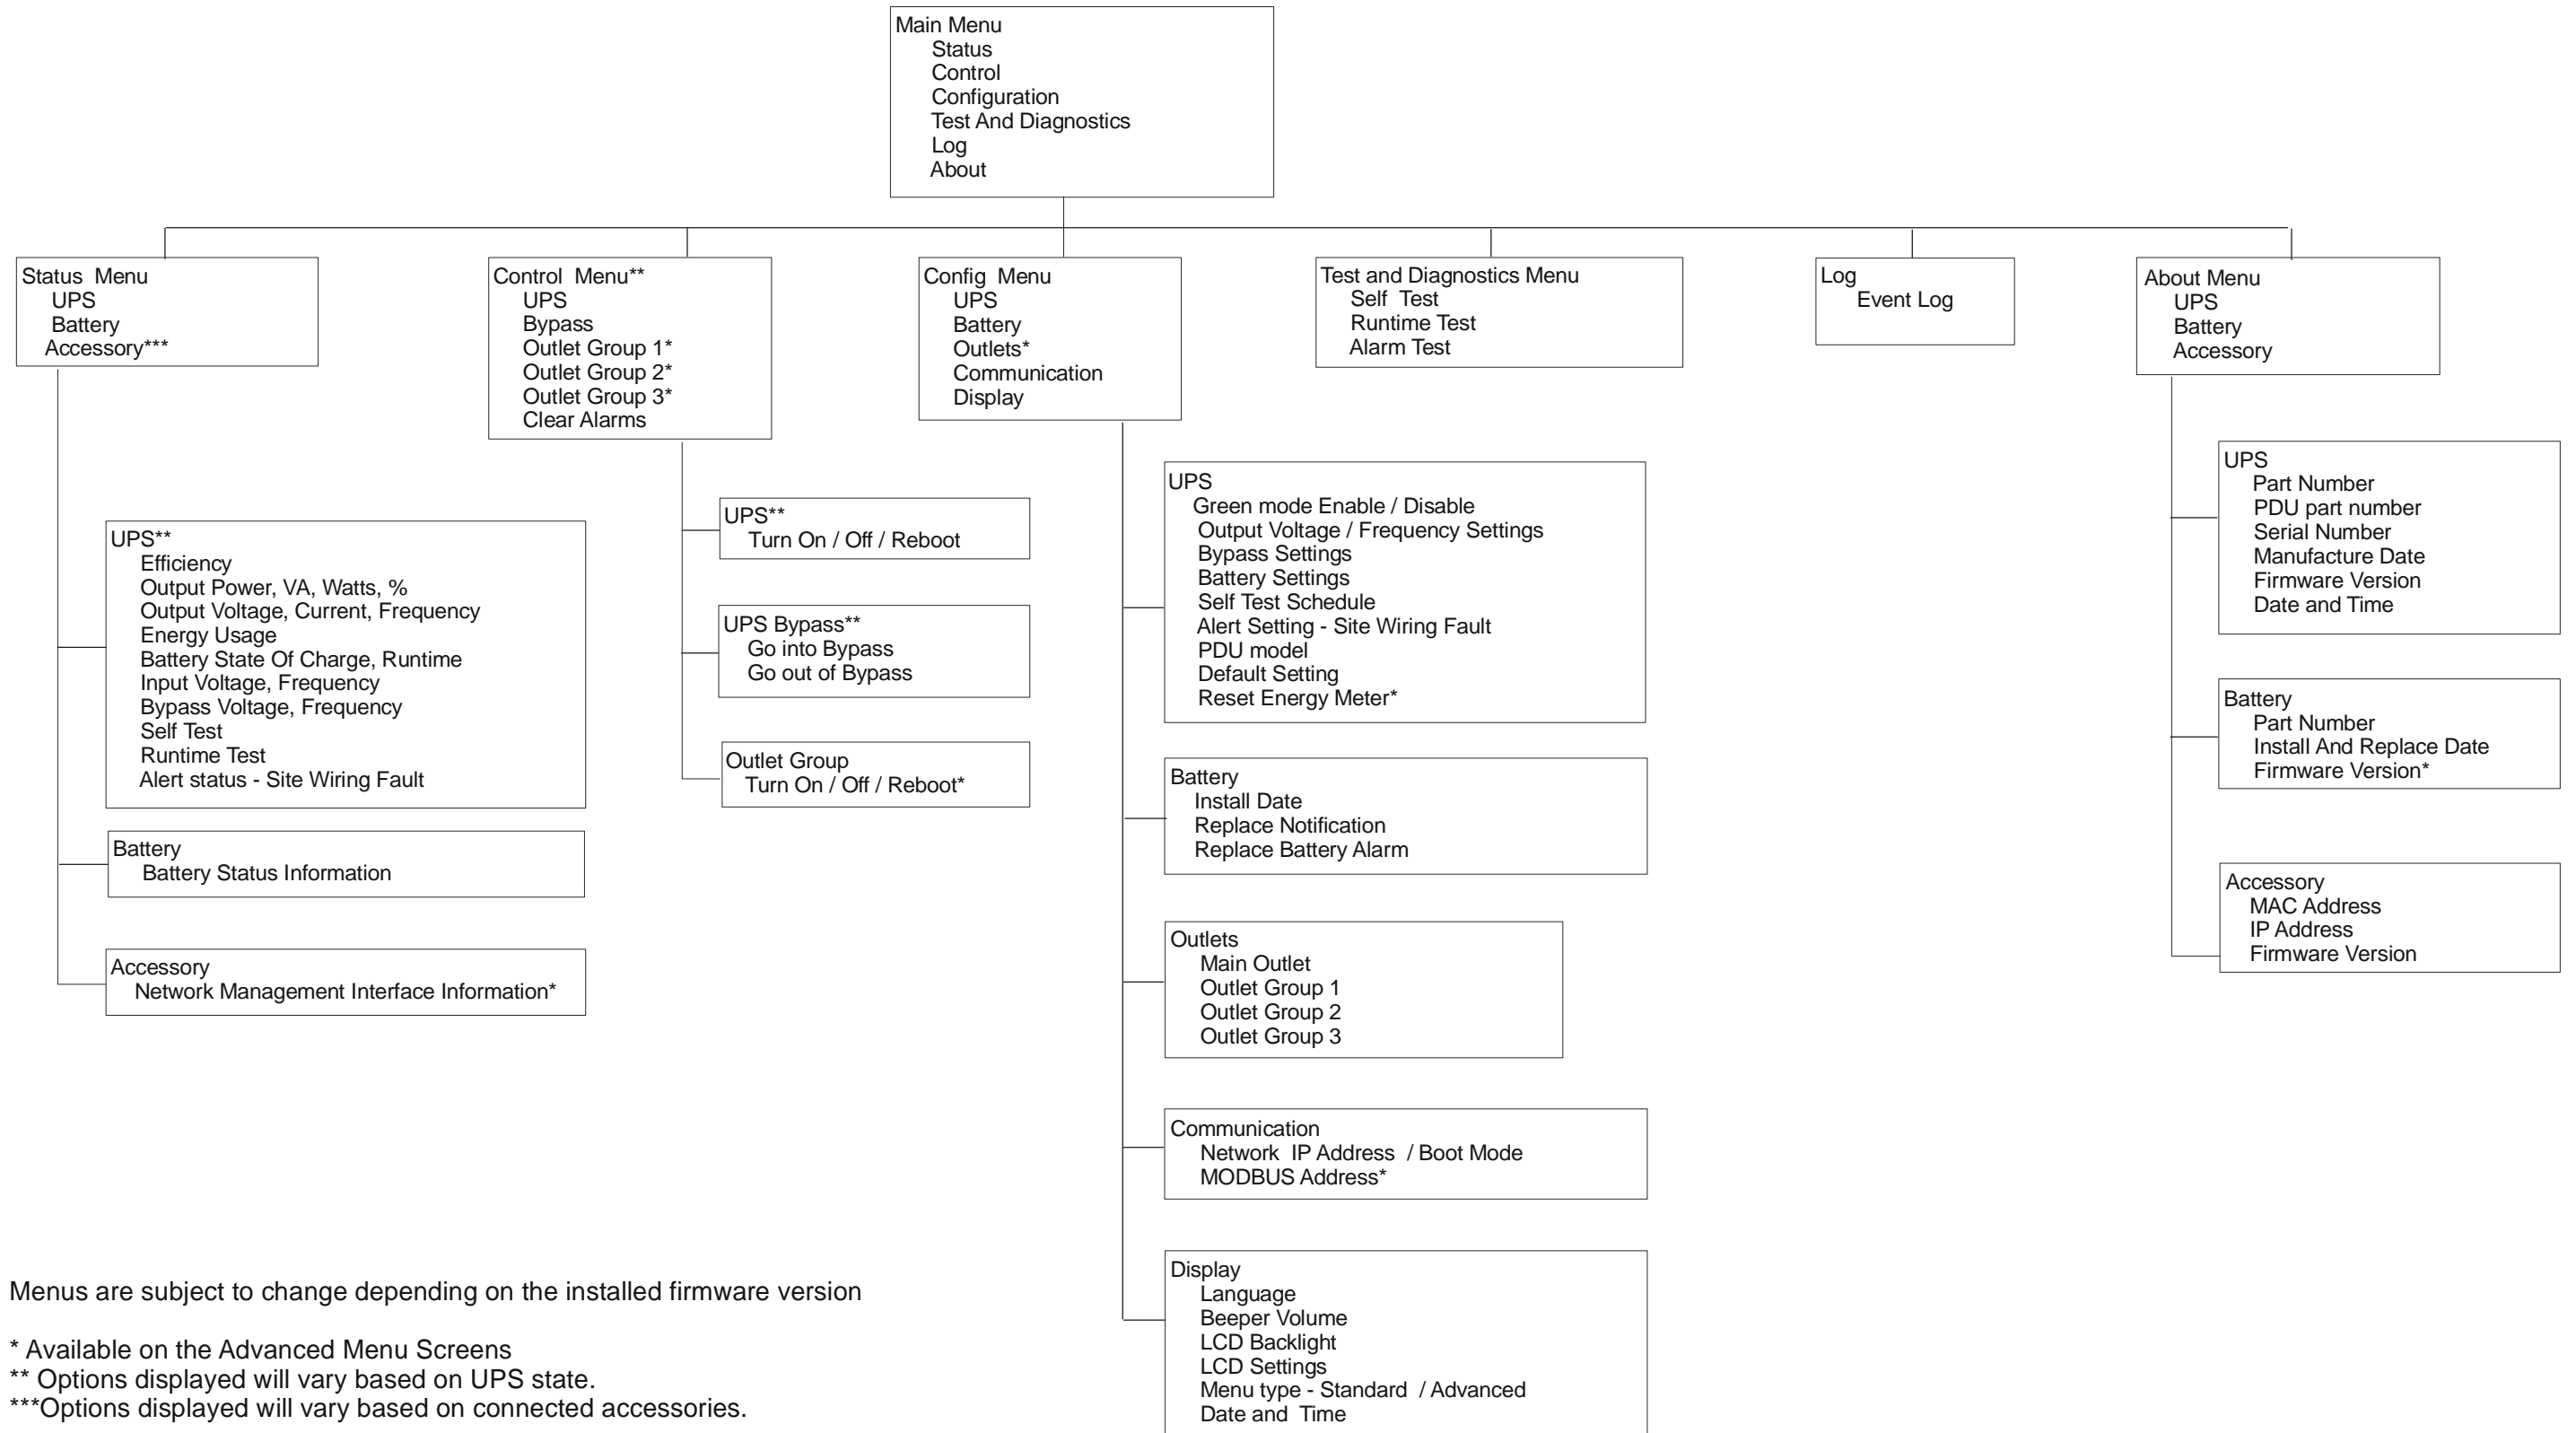 Main Menu
Status
Control
Configuration
Test And Diagnostics
Log
About
Status Menu
UPS
Battery
Accessory***
Control Menu**
UPS
Bypass
Outlet Group 1*
Outlet Group 2*
Outlet Group 3*
Clear Alarms
Config Menu
UPS
Battery
Outlets*
Communication
Display
Test and Diagnostics Menu
Self Test
Runtime Test
Alarm Test
Log
Event Log
About Menu
UPS
Battery
Accessory
UPS**
Efficiency
Output Power, VA, Watts, %
Output Voltage, Current, Frequency
Energy Usage
Battery State Of Charge, Runtime
Input Voltage, Frequency
Bypass Voltage, Frequency
Self Test
Runtime Test
Alert status - Site Wiring Fault
Battery
Battery Status Information
Accessory
Network Management Interface Information*
UPS**
Turn On / Off / Reboot
UPS Bypass**
Go into Bypass
Go out of Bypass
Outlet Group
Turn On / Off / Reboot*
UPS
Green mode Enable / Disable
Output Voltage / Frequency Settings
Bypass Settings
Battery Settings
Self Test Schedule
Alert Setting - Site Wiring Fault
PDU model
Default Setting
Reset Energy Meter*
Battery
Install Date
Replace Notification
Replace Battery Alarm
Outlets
Main Outlet
Outlet Group 1
Outlet Group 2
Outlet Group 3
Communication
Network IP Address / Boot Mode
MODBUS Address*
Display
Language
Beeper Volume
LCD Backlight
LCD Settings
Menu type - Standard / Advanced
Date and Time
UPS
Part Number
PDU part number
Serial Number
Manufacture Date
Firmware Version
Date and Time
Battery
Part Number
Install And Replace Date
Firmware Version*
Accessory
MAC Address
IP Address
Firmware Version
Menus are subject to change depending on the installed firmware version
* Available on the Advanced Menu Screens
** Options displayed will vary based on UPS state.
***Options displayed will vary based on connected accessories.